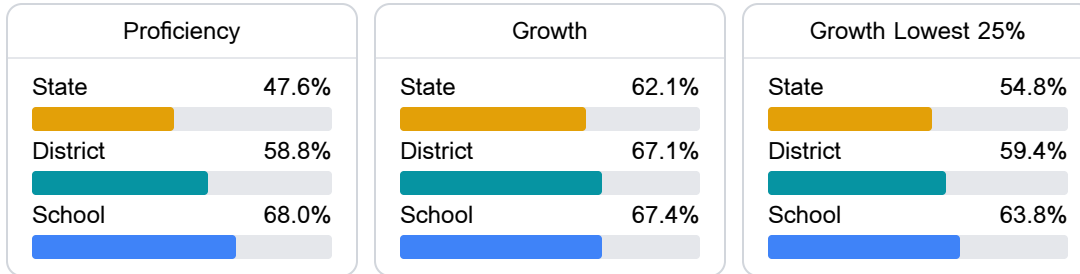 Proficiency
State 47.6%
District 58.8%
School 68.0%
Growth
State 62.1%
District 67.1%
School 67.4%
Growth Lowest 25%
State 54.8%
District 59.4%
School 63.8%